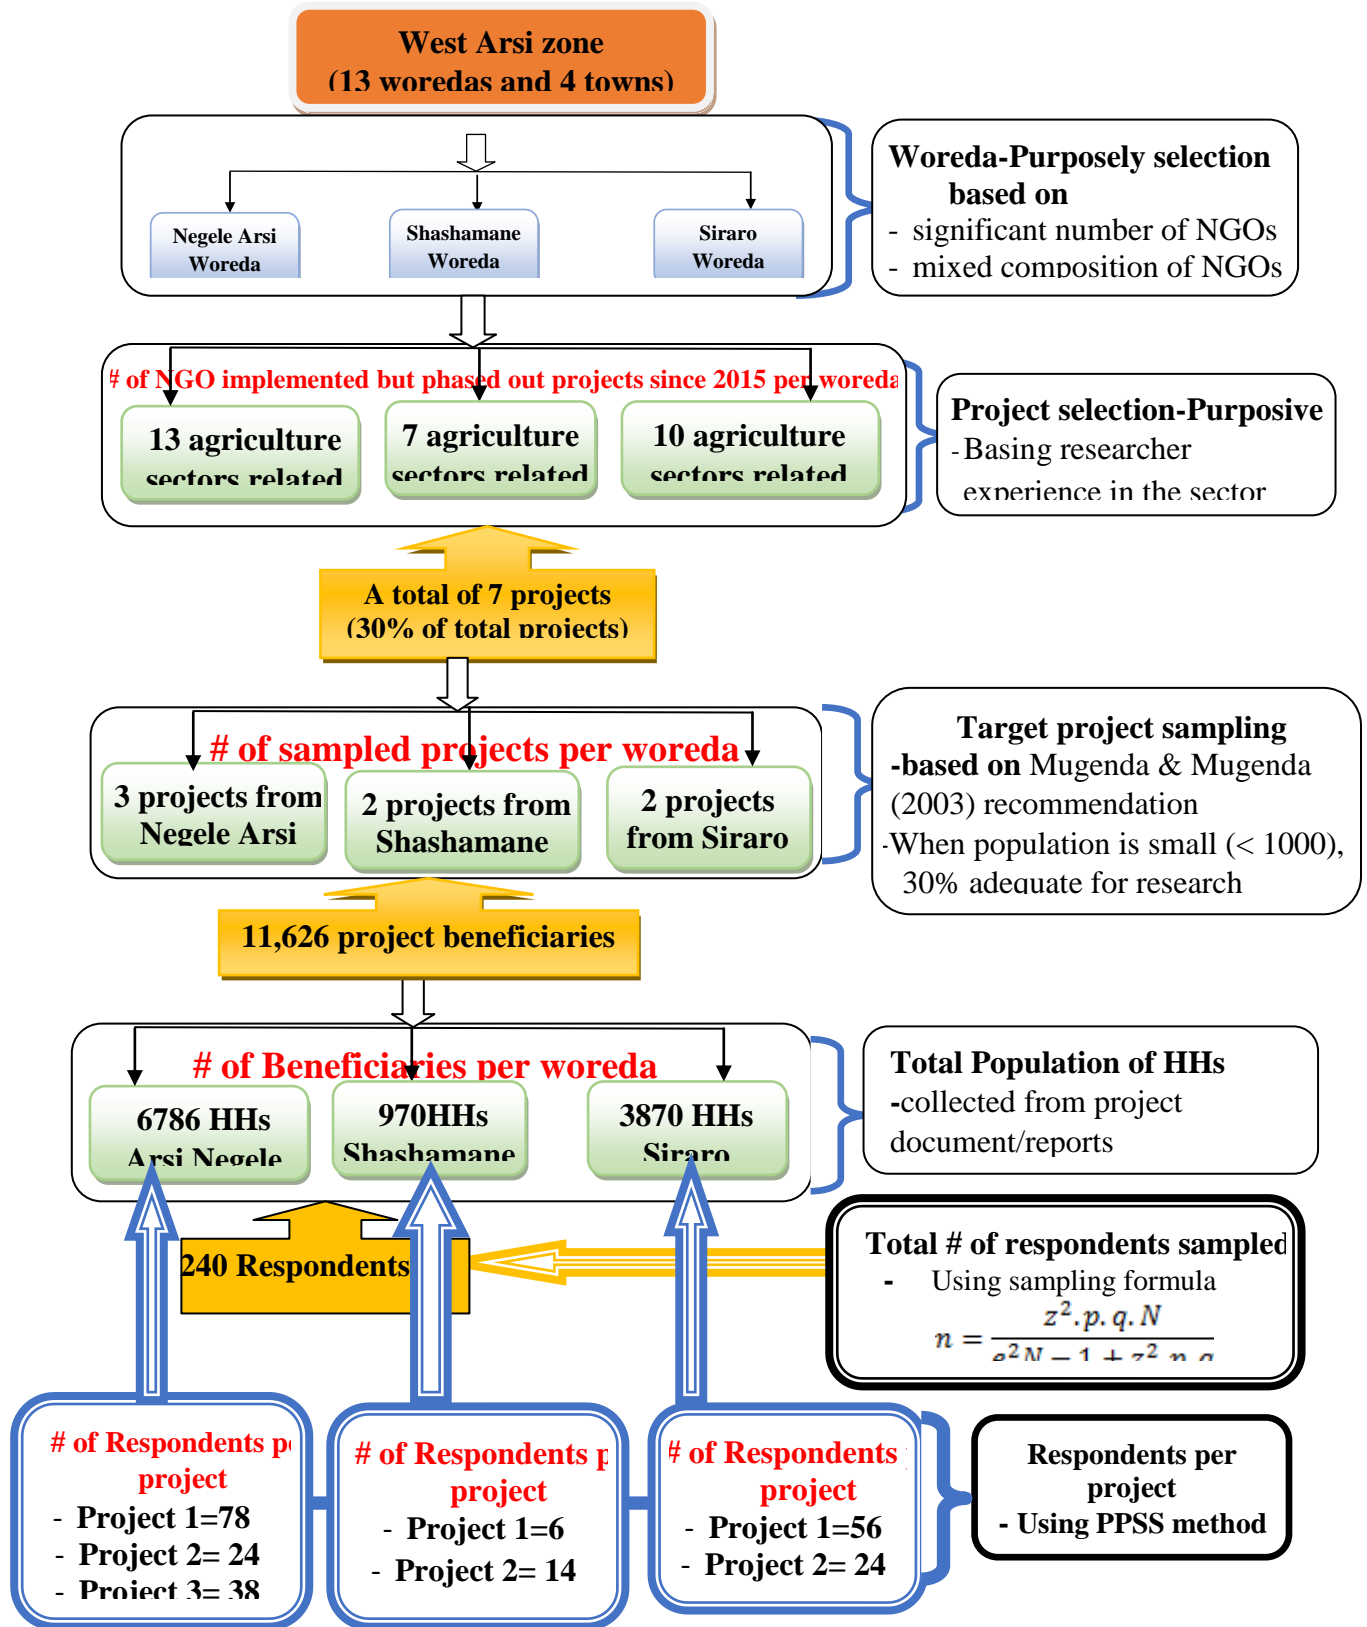 West Arsi zone
(13 woredas and 4 towns)
Woreda-Purposely selection
based on
- significant number of NGOs
- mixed composition of NGOs
Negele Arsi
Woreda
Shashamane
Woreda
Siraro
Woreda
# of NGO implemented but phased out projects since 2015 per woreda
13 agriculture
sectors related
7 agriculture
sectors related
10 agriculture
sectors related
Project selection-Purposive
- Basing researcher
experience in the sector
A total of 7 projects
(30% of total projects)
# of sampled projects per woreda
3 projects from
Negele Arsi
2 projects from
Shashamane
2 projects
from Siraro
Target project sampling
-based on Mugenda & Mugenda
(2003) recommendation
-When population is small (< 1000),
30% adequate for research
11,626 project beneficiaries
# of Beneficiaries per woreda
6786 HHs
Arsi Negele
970HHs
Shashamane
3870 HHs
Siraro
Total Population of HHs
-collected from project
document/reports
240 Respondents
Total # of respondents sampled
- Using sampling formula
n = z².p.q.N / e²N − 1 + z².p.q
# of Respondents pe
project
- Project 1=78
- Project 2= 24
- Project 3= 38
# of Respondents p
project
- Project 1=6
- Project 2= 14
# of Respondents
project
- Project 1=56
- Project 2= 24
Respondents per
project
- Using PPSS method